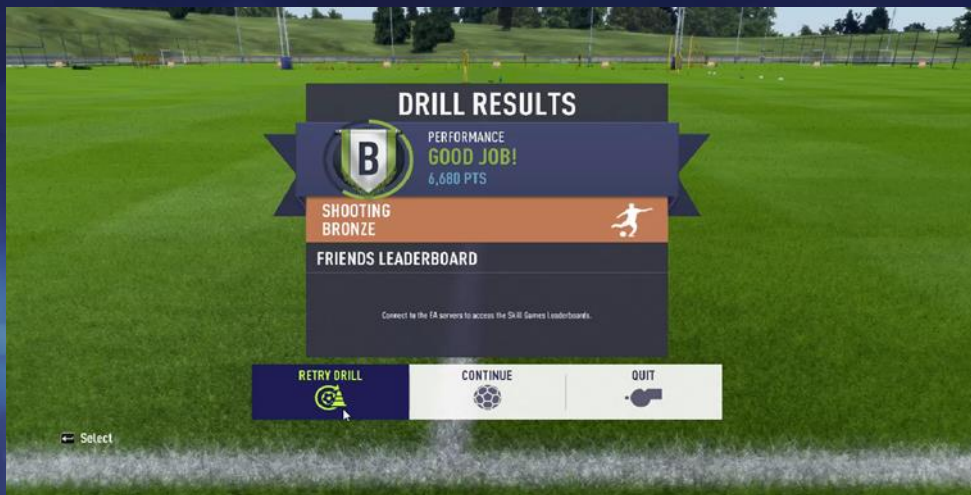 DRILL RESULTS
B
PERFORMANCE
GOOD JOB!
6,680 PTS
SHOOTING
BRONZE
FRIENDS LEADERBOARD
Connect to the EA servers to access the Skill Games Leaderboards.
RETRY DRILL
CONTINUE
QUIT
Select